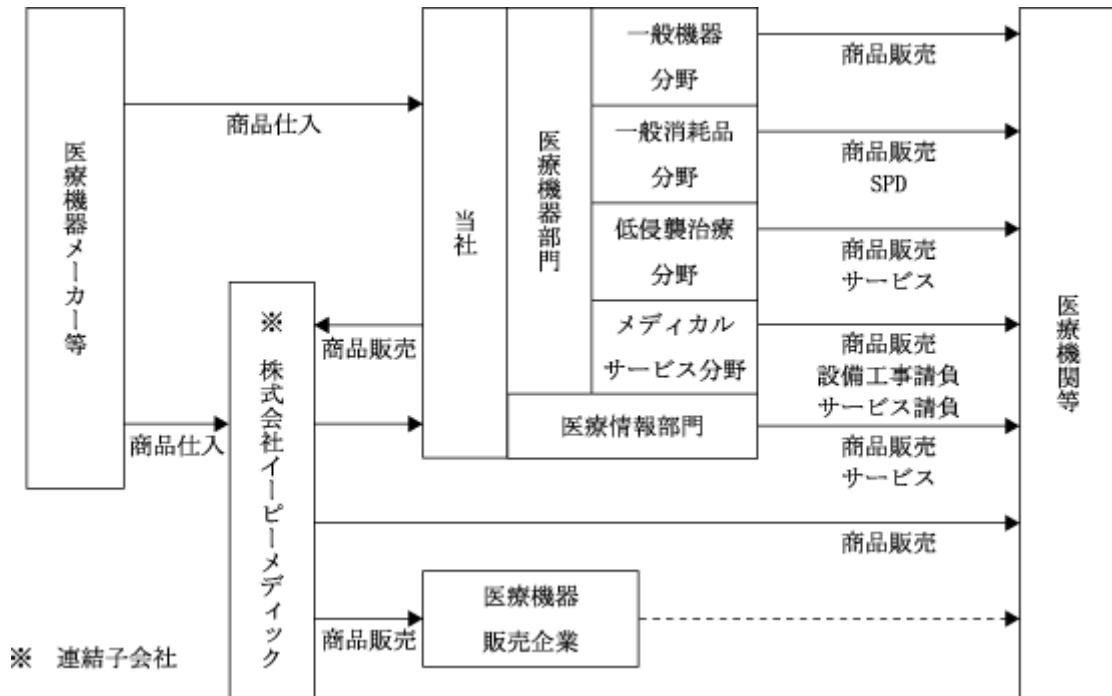 医療機器メーカー等
商品仕入
商品仕入
※ 株式会社イーピーメディック
商品販売
当社
医療機器部門
一般機器
分野
一般消耗品
分野
低侵襲治療
分野
メディカル
サービス分野
医療情報部門
商品販売
商品販売
SPD
商品販売
サービス
商品販売
設備工事請負
サービス請負
商品販売
サービス
商品販売
医療機関等
商品販売
医療機器
販売企業
※ 連結子会社